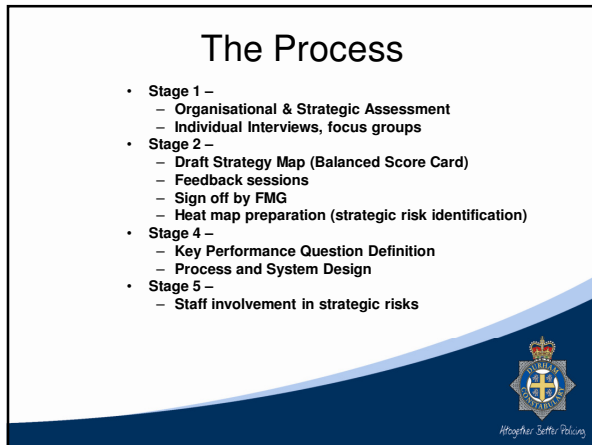 The Process
• Stage 1 –
– Organisational & Strategic Assessment
– Individual Interviews, focus groups
• Stage 2 –
– Draft Strategy Map (Balanced Score Card)
– Feedback sessions
– Sign off by FMG
– Heat map preparation (strategic risk identification)
• Stage 4 –
– Key Performance Question Definition
– Process and System Design
• Stage 5 –
– Staff involvement in strategic risks
DURHAM
CONSTABULARY
Altogether Better Policing